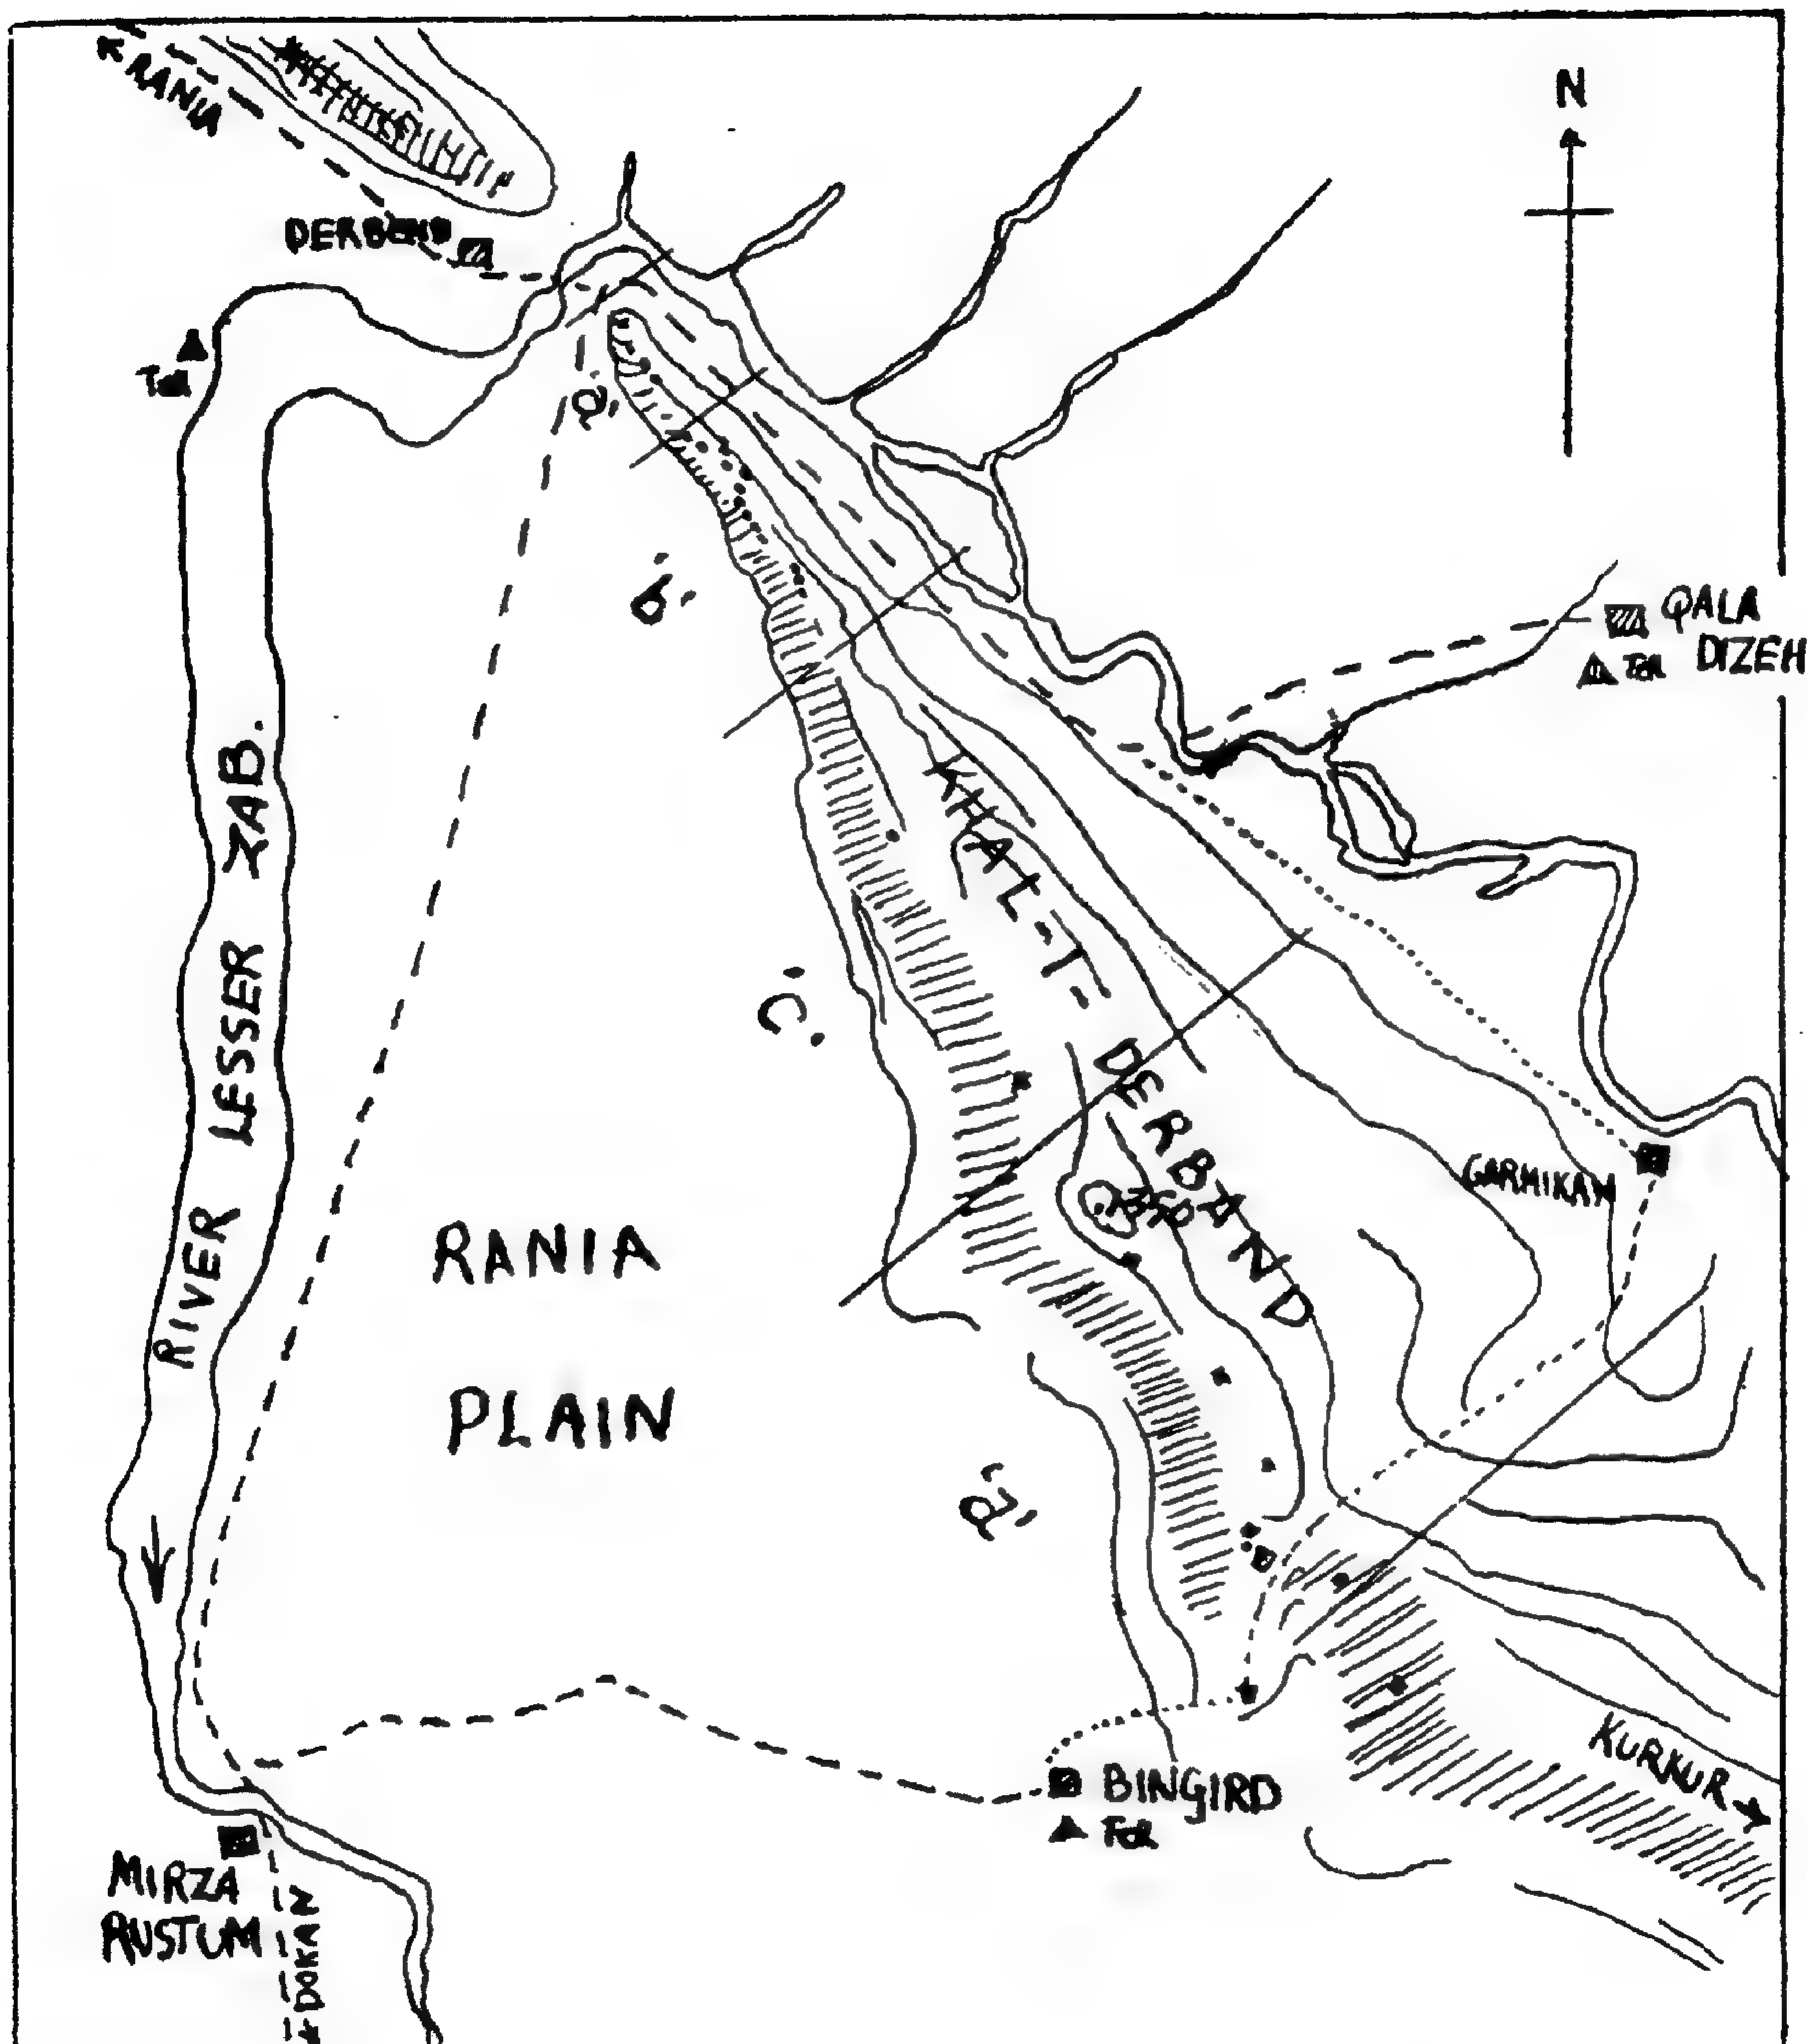 RANIA
N
DERBEND
Tell
'a'
'b'
QALA
DIZEH
Tell
RIVER LESSER ZAB.
KHAL-I-DERBAND
'c'
GARMIKAN
RANIA
PLAIN
'd'
KURKUR
BINGIRD
Tell
MIRZA
RUSTUM
DOKAN